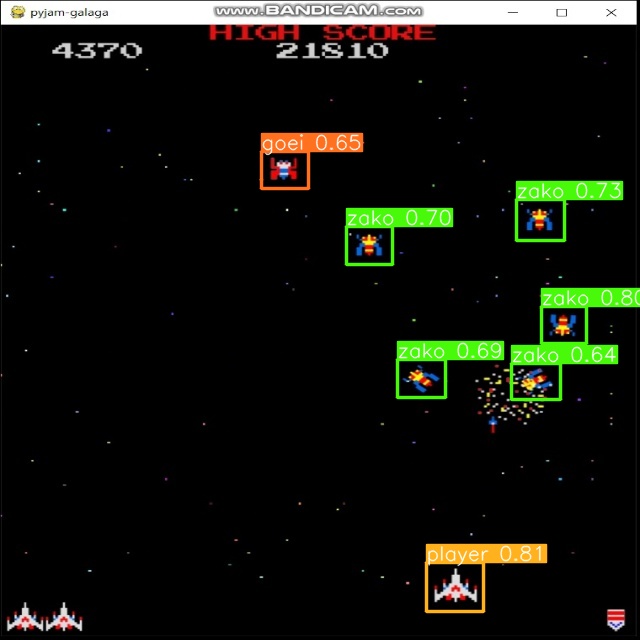 pyjam-galaga
www.BANDICAM.com
HIGH SCORE
4370 21810
goei 0.65
zako 0.73
zako 0.70
zako 0.80
zako 0.69
zako 0.64
player 0.81